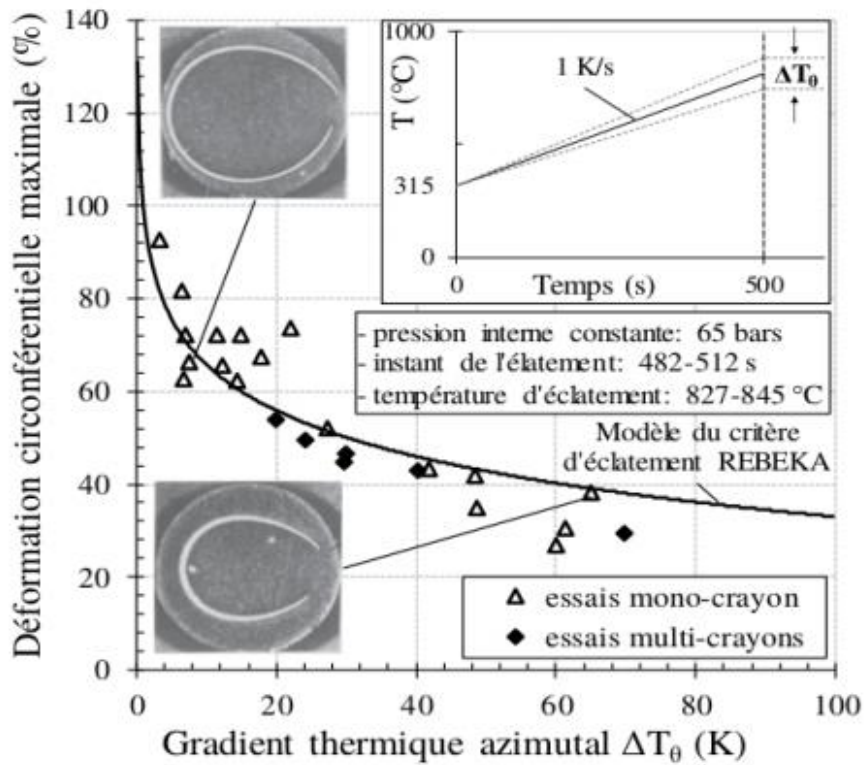 Déformation circonférentielle maximale (%)
140
120
100
80
60
40
20
0
T (°C)
1000
315
0
1 K/s
ΔTθ
0
500
Temps (s)
- pression interne constante: 65 bars
- instant de l'élatement: 482-512 s
- température d'éclatement: 827-845 °C
Modèle du critère
d'éclatement REBEKA
essais mono-crayon
essais multi-crayons
0
20
40
60
80
100
Gradient thermique azimutal ΔTθ (K)